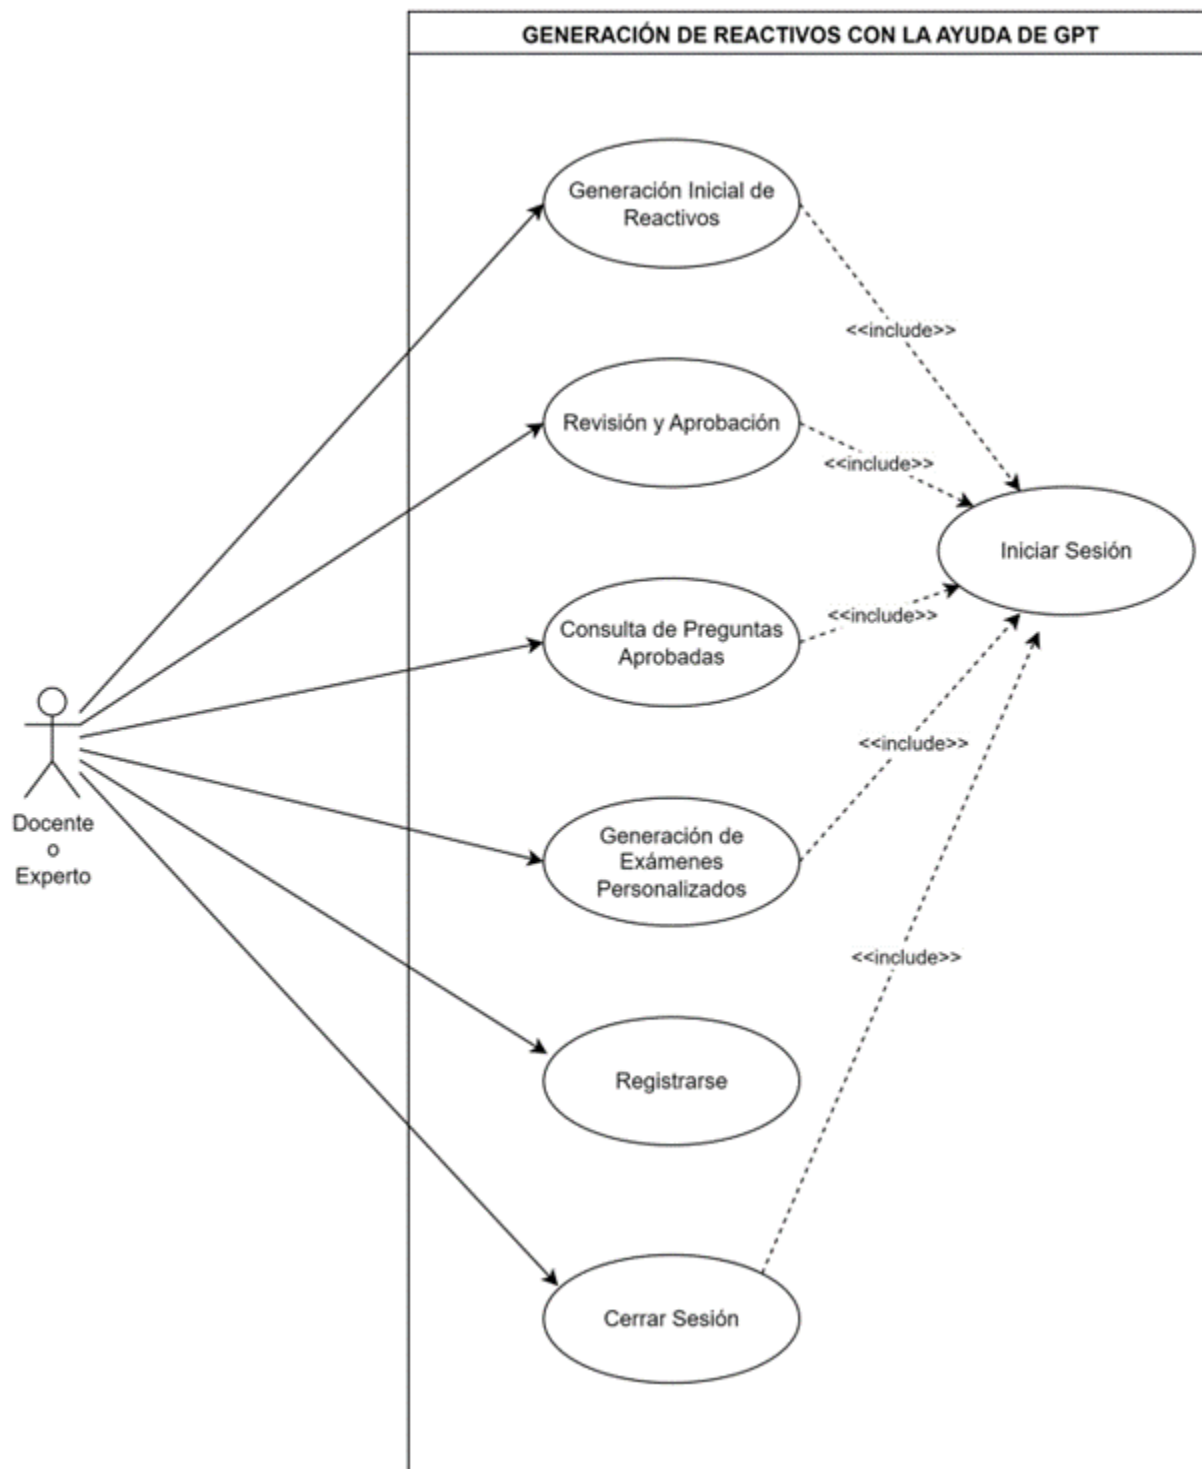 GENERACIÓN DE REACTIVOS CON LA AYUDA DE GPT
Generación Inicial de
Reactivos
<<include>>
Revisión y Aprobación
<<include>>
Iniciar Sesión
Consulta de Preguntas
Aprobadas
<<include>>
<<include>>
Docente
o
Experto
Generación de
Exámenes
Personalizados
<<include>>
Registrarse
Cerrar Sesión